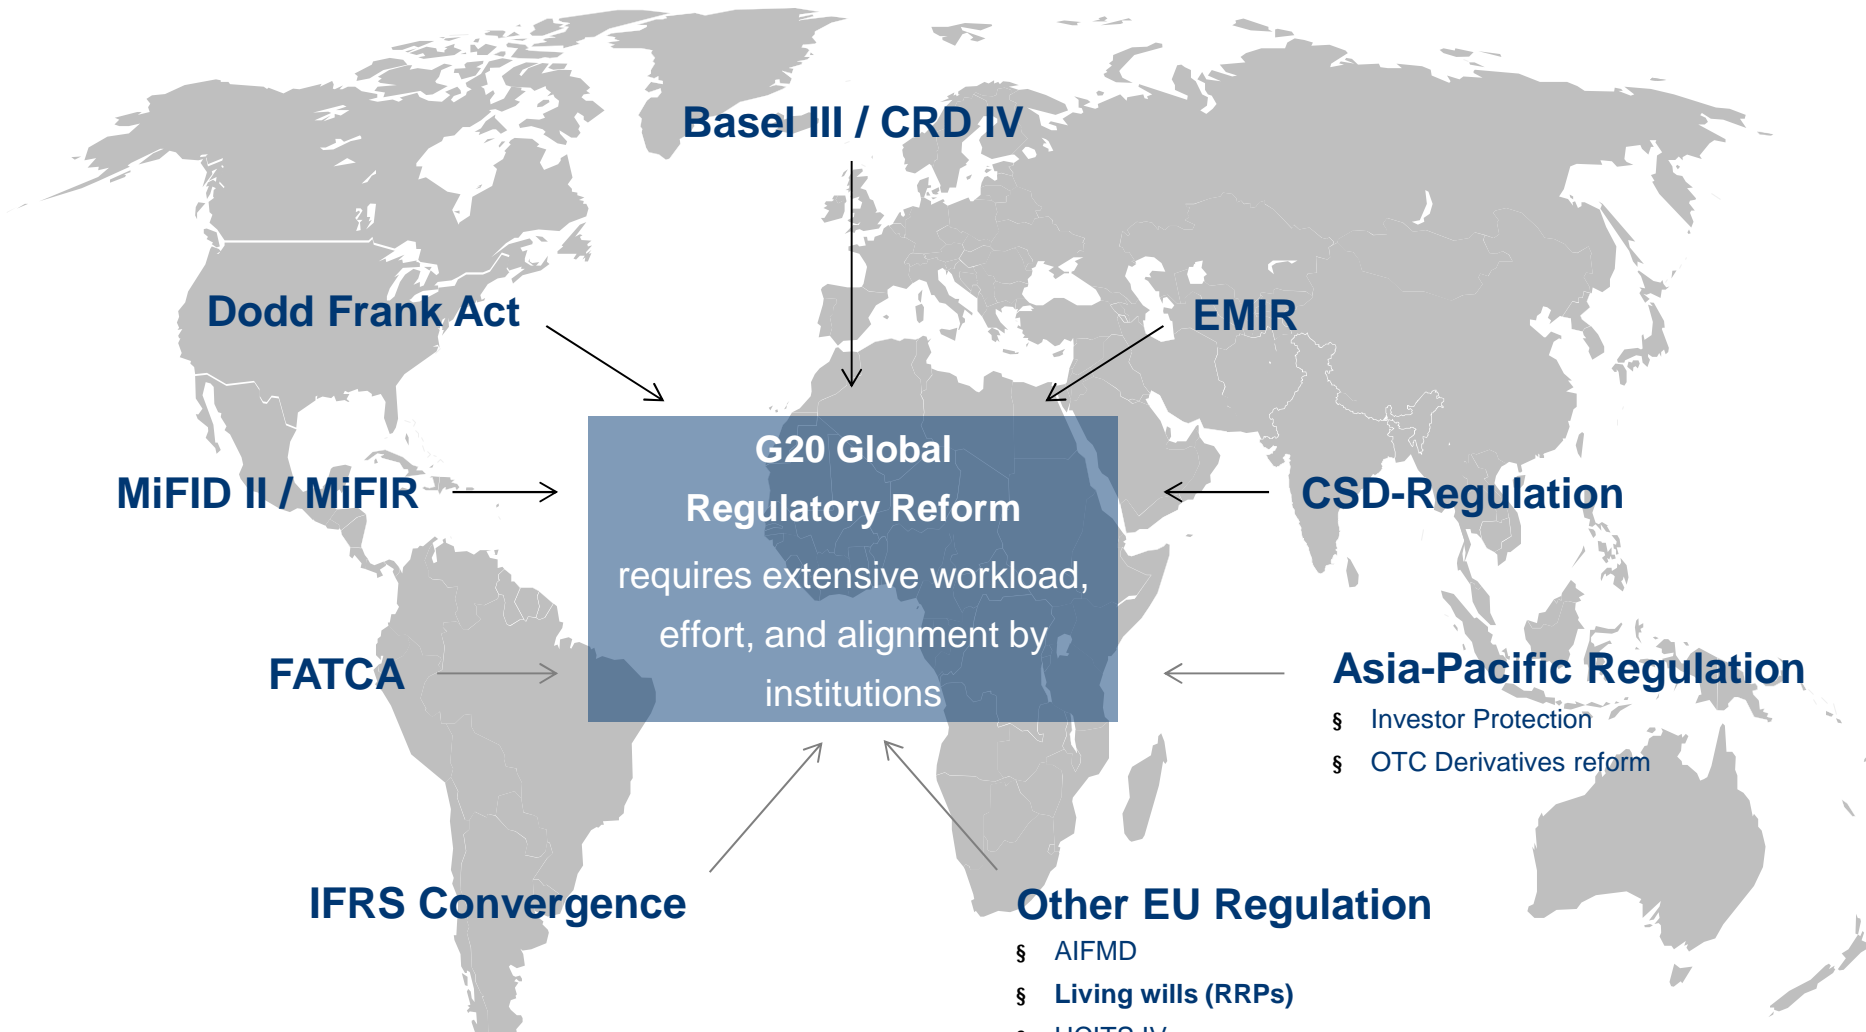 Basel III / CRD IV
Dodd Frank Act
EMIR
G20 Global
Regulatory Reform
requires extensive workload,
effort, and alignment by
institutions
MiFID II / MiFIR
CSD-Regulation
FATCA
Asia-Pacific Regulation
§ Investor Protection
§ OTC Derivatives reform
IFRS Convergence
Other EU Regulation
§ AIFMD
§ Living wills (RRPs)
§ UCITS IV